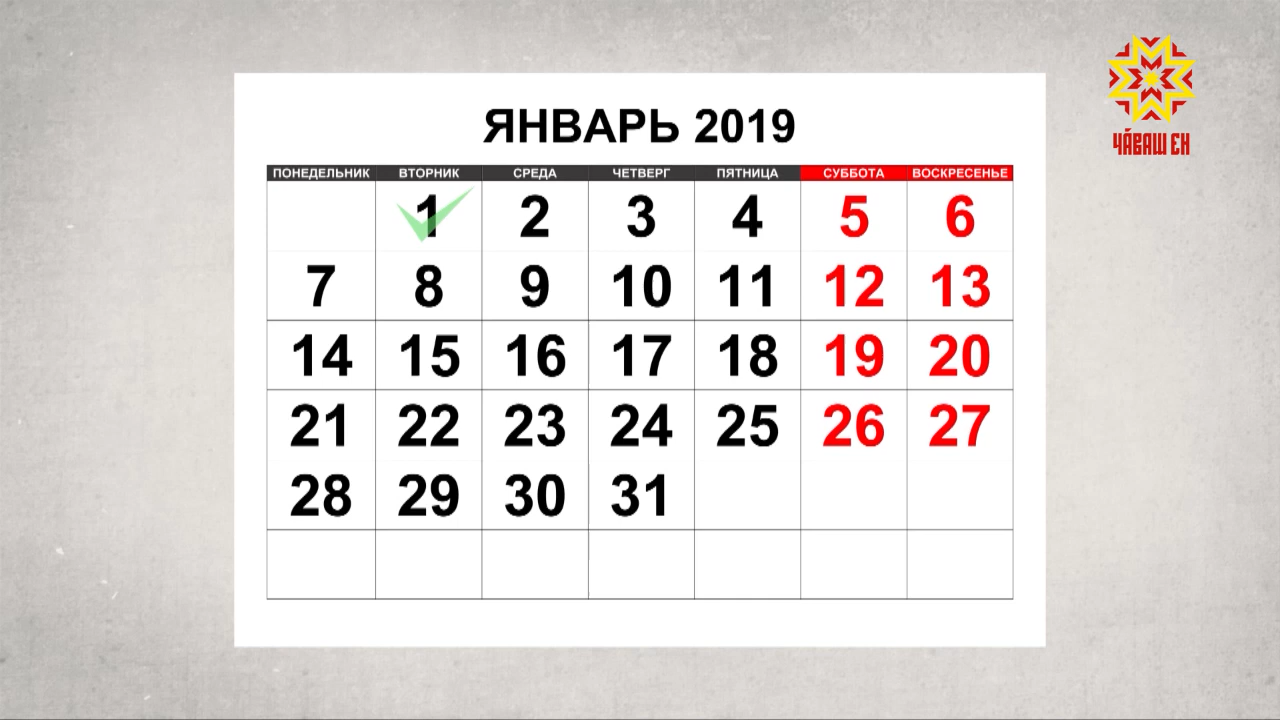 ЯНВАРЬ 2019
ПОНЕДЕЛЬНИК ВТОРНИК СРЕДА ЧЕТВЕРГ ПЯТНИЦА СУББОТА ВОСКРЕСЕНЬЕ
1 2 3 4 5 6
7 8 9 10 11 12 13
14 15 16 17 18 19 20
21 22 23 24 25 26 27
28 29 30 31
ЧӐВАШ ЕН